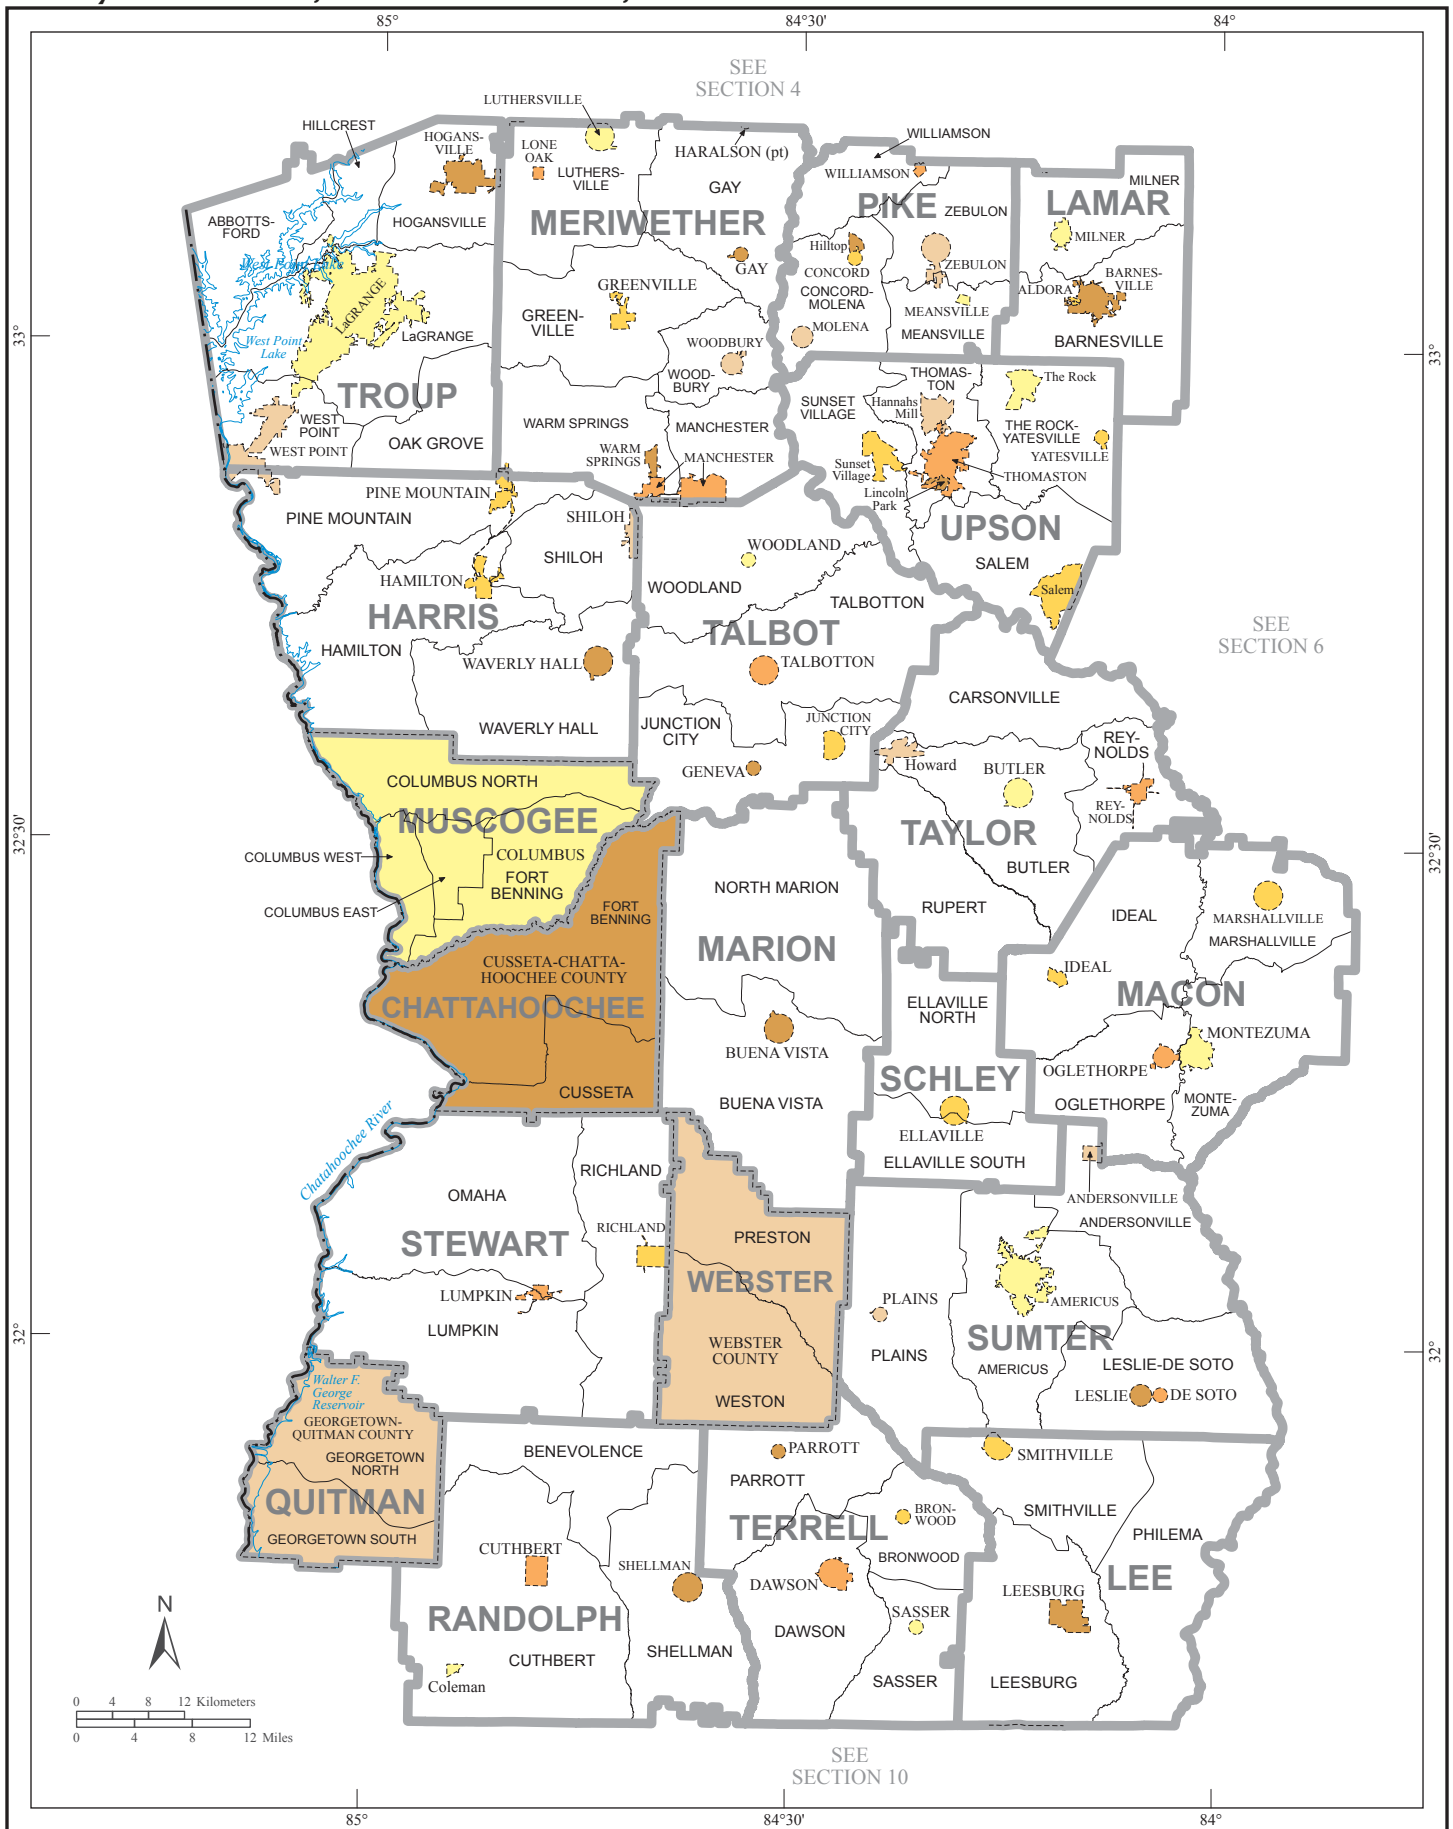 85°
84°30'
84°
SEE
SECTION 4
LUTHERSVILLE
HILLCREST
HOGANS-
VILLE
LONE
OAK
LUTHERS-
VILLE
HARALSON (pt)
GAY
WILLIAMSON
WILLIAMSON
PIKE
ZEBULON
MILNER
LAMAR
MILNER
ABBOTTS-
FORD
HOGANSVILLE
MERIWETHER
West Point Lake
GAY
Hilltop
CONCORD
CONCORD-
MOLENA
ZEBULON
MEANSVILLE
MEANSVILLE
ALDORA
BARNES-
VILLE
BARNESVILLE
LaGRANGE
LaGRANGE
GREENVILLE
GREEN-
VILLE
MOLENA
33°
33°
West Point
Lake
WOODBURY
WOOD-
BURY
TROUP
WEST
POINT
WEST POINT
OAK GROVE
WARM SPRINGS
MANCHESTER
WARM
SPRINGS
MANCHESTER
SUNSET
VILLAGE
THOMAS-
TON
Hannahs
Mill
The Rock
THE ROCK-
YATESVILLE
YATESVILLE
Sunset
Village
Lincoln
Park
THOMASTON
UPSON
SALEM
Salem
PINE MOUNTAIN
PINE MOUNTAIN
SHILOH
SHILOH
HAMILTON
HARRIS
HAMILTON
WAVERLY HALL
WAVERLY HALL
WOODLAND
WOODLAND
TALBOTTON
TALBOT
TALBOTTON
JUNCTION
CITY
JUNCTION
CITY
GENEVA
SEE
SECTION 6
CARSONVILLE
Howard
BUTLER
REY-
NOLDS
REY-
NOLDS
TAYLOR
BUTLER
RUPERT
COLUMBUS NORTH
MUSCOGEE
COLUMBUS WEST
COLUMBUS
FORT
BENNING
COLUMBUS EAST
32°30'
32°30'
FORT
BENNING
CUSSETA-CHATTA-
HOOCHEE COUNTY
CHATTAHOOCHEE
CUSSETA
NORTH MARION
MARION
BUENA VISTA
BUENA VISTA
IDEAL
MARSHALLVILLE
MARSHALLVILLE
IDEAL
MACON
MONTEZUMA
OGLETHORPE
OGLETHORPE
MONTE-
ZUMA
ELLAVILLE
NORTH
SCHLEY
ELLAVILLE
ELLAVILLE SOUTH
Chatahoochee River
OMAHA
RICHLAND
RICHLAND
STEWART
LUMPKIN
LUMPKIN
PRESTON
WEBSTER
WEBSTER
COUNTY
WESTON
ANDERSONVILLE
ANDERSONVILLE
AMERICUS
PLAINS
PLAINS
SUMTER
AMERICUS
LESLIE-DE SOTO
LESLIE
DE SOTO
32°
32°
Walter F.
George
Reservoir
GEORGETOWN-
QUITMAN COUNTY
GEORGETOWN
NORTH
QUITMAN
GEORGETOWN SOUTH
BENEVOLENCE
CUTHBERT
SHELLMAN
RANDOLPH
CUTHBERT
SHELLMAN
Coleman
PARROTT
PARROTT
TERRELL
BRON-
WOOD
BRONWOOD
DAWSON
DAWSON
SASSER
SASSER
SMITHVILLE
SMITHVILLE
PHILEMA
LEE
LEESBURG
LEESBURG
N
0 4 8 12 Kilometers
0 4 8 12 Miles
SEE
SECTION 10
85°
84°30'
84°